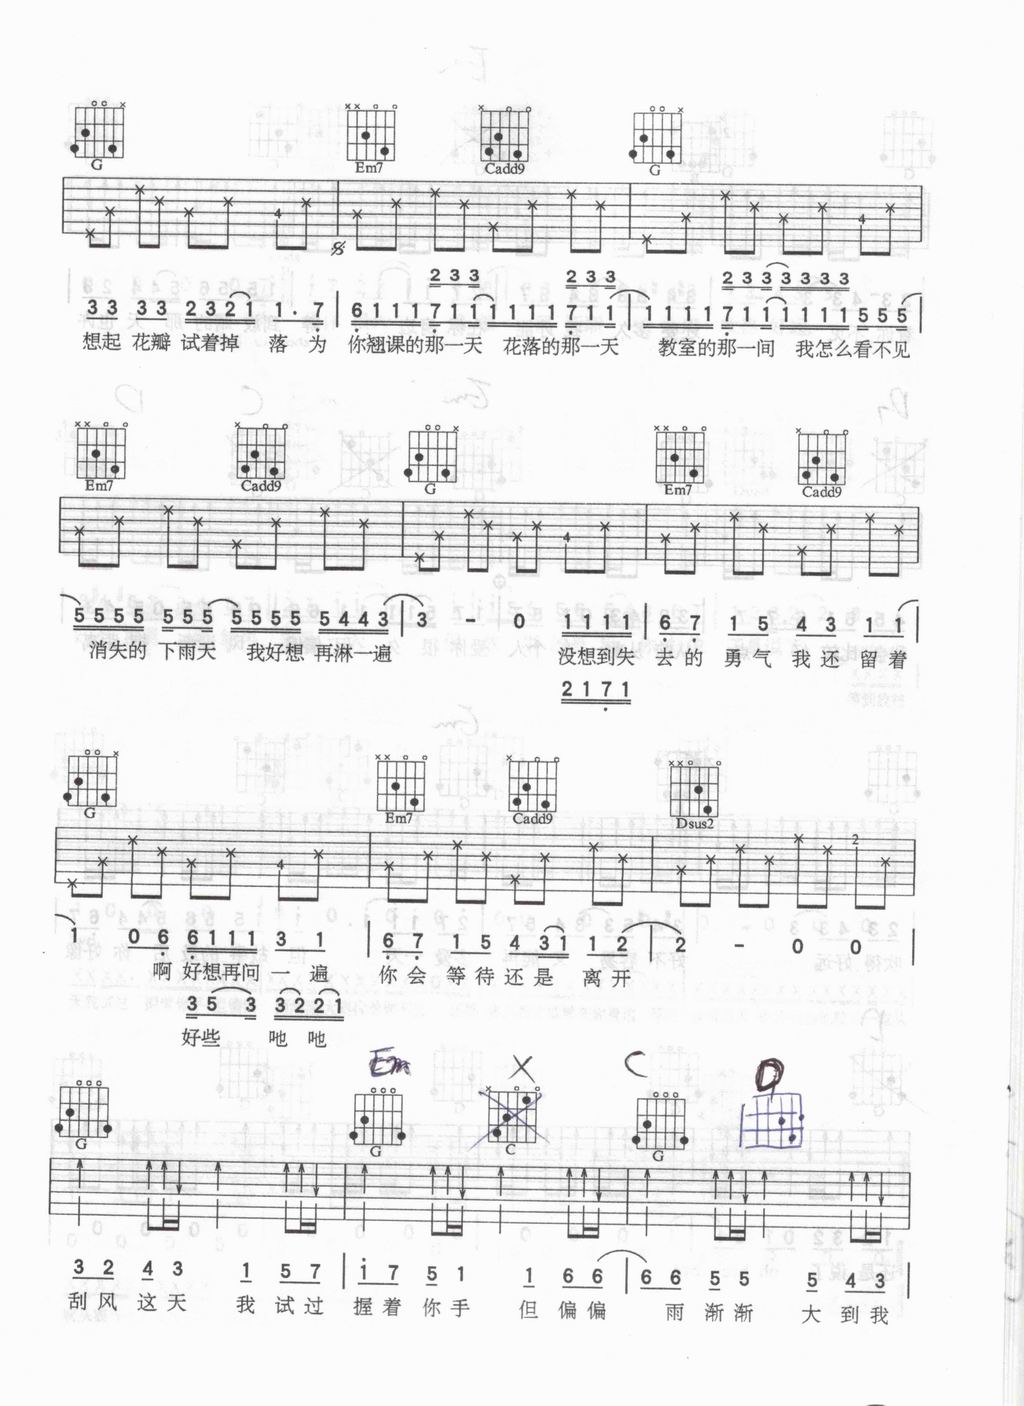 G Em7 Cadd9 G
4 4
2 3 3 2 3 3 2 3 3 3 3 3 3
3 3 3 3 2 3 2 1 1 . 7 6 1 1 1 7 1 1 1 1 1 1 7 1 1 1 1 1 1 7 1 1 1 1 1 1 5 5 5
想起 花瓣 试着掉 落 为 你翘课的那一天 花落的那一天 教室的那一间 我怎么看不见
Em7 Cadd9 G Em7 Cadd9
4
5 5 5 5 5 5 5 5 5 5 5 4 4 4 3 3 - 0 1 1 1 1 6 7 1 5 4 3 1 1
消失的 下雨天 我好想 再淋一遍 没想到失 去 的 勇 气 我 还 留 着
2 1 7 1
G Em7 Cadd9 Dsus2
4 2
1 0 6 6 1 1 1 3 1 6 7 1 5 4 3 1 1 2 2 - 0 0
啊 好想再问 一 遍 你 会 等 待 还 是 离 开
3 5 3 3 2 2 1
好些 吔 吔
Em X C D
G G C G
3 2 4 3 1 5 7 1 7 5 1 1 6 6 6 6 5 5 5 4 3
刮 风 这 天 我 试 过 握 着 你 手 但 偏 偏 雨 渐 渐 大 到 我